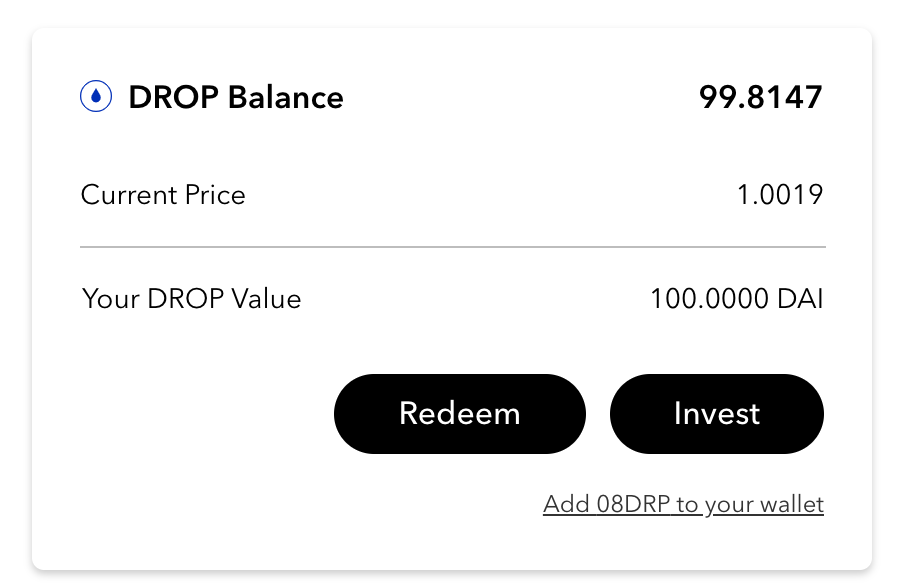 DROP Balance 99.8147
Current Price 1.0019
Your DROP Value 100.0000 DAI
Redeem Invest
Add 08DRP to your wallet